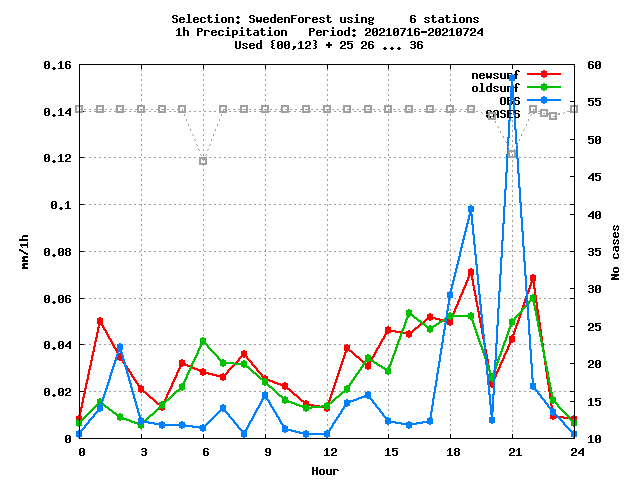 Selection: SwedenForest using     6 stations
1h Precipitation   Period: 20210716-20210724
Used {00,12} + 25 26 ... 36
newsurf
oldsurf
OBS
CASES
mm/1h
0.16
0.14
0.12
0.1
0.08
0.06
0.04
0.02
0
60
55
50
45
40
35
30
25
20
15
10
No cases
0 3 6 9 12 15 18 21 24
Hour